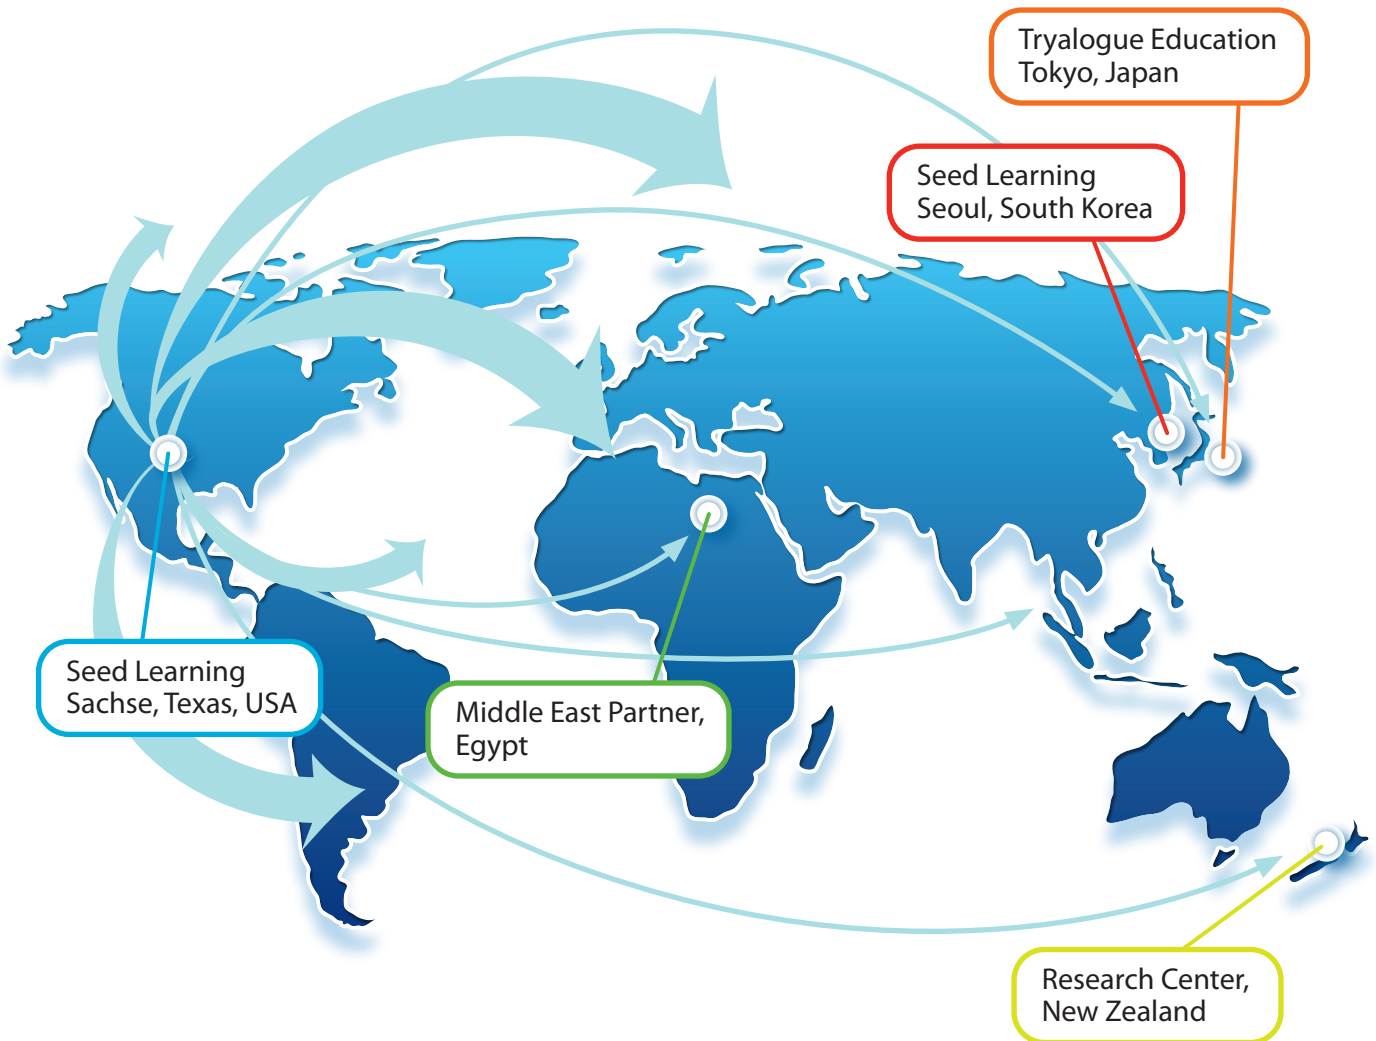 Tryalogue Education
Tokyo, Japan
Seed Learning
Seoul, South Korea
Seed Learning
Sachse, Texas, USA
Middle East Partner,
Egypt
Research Center,
New Zealand